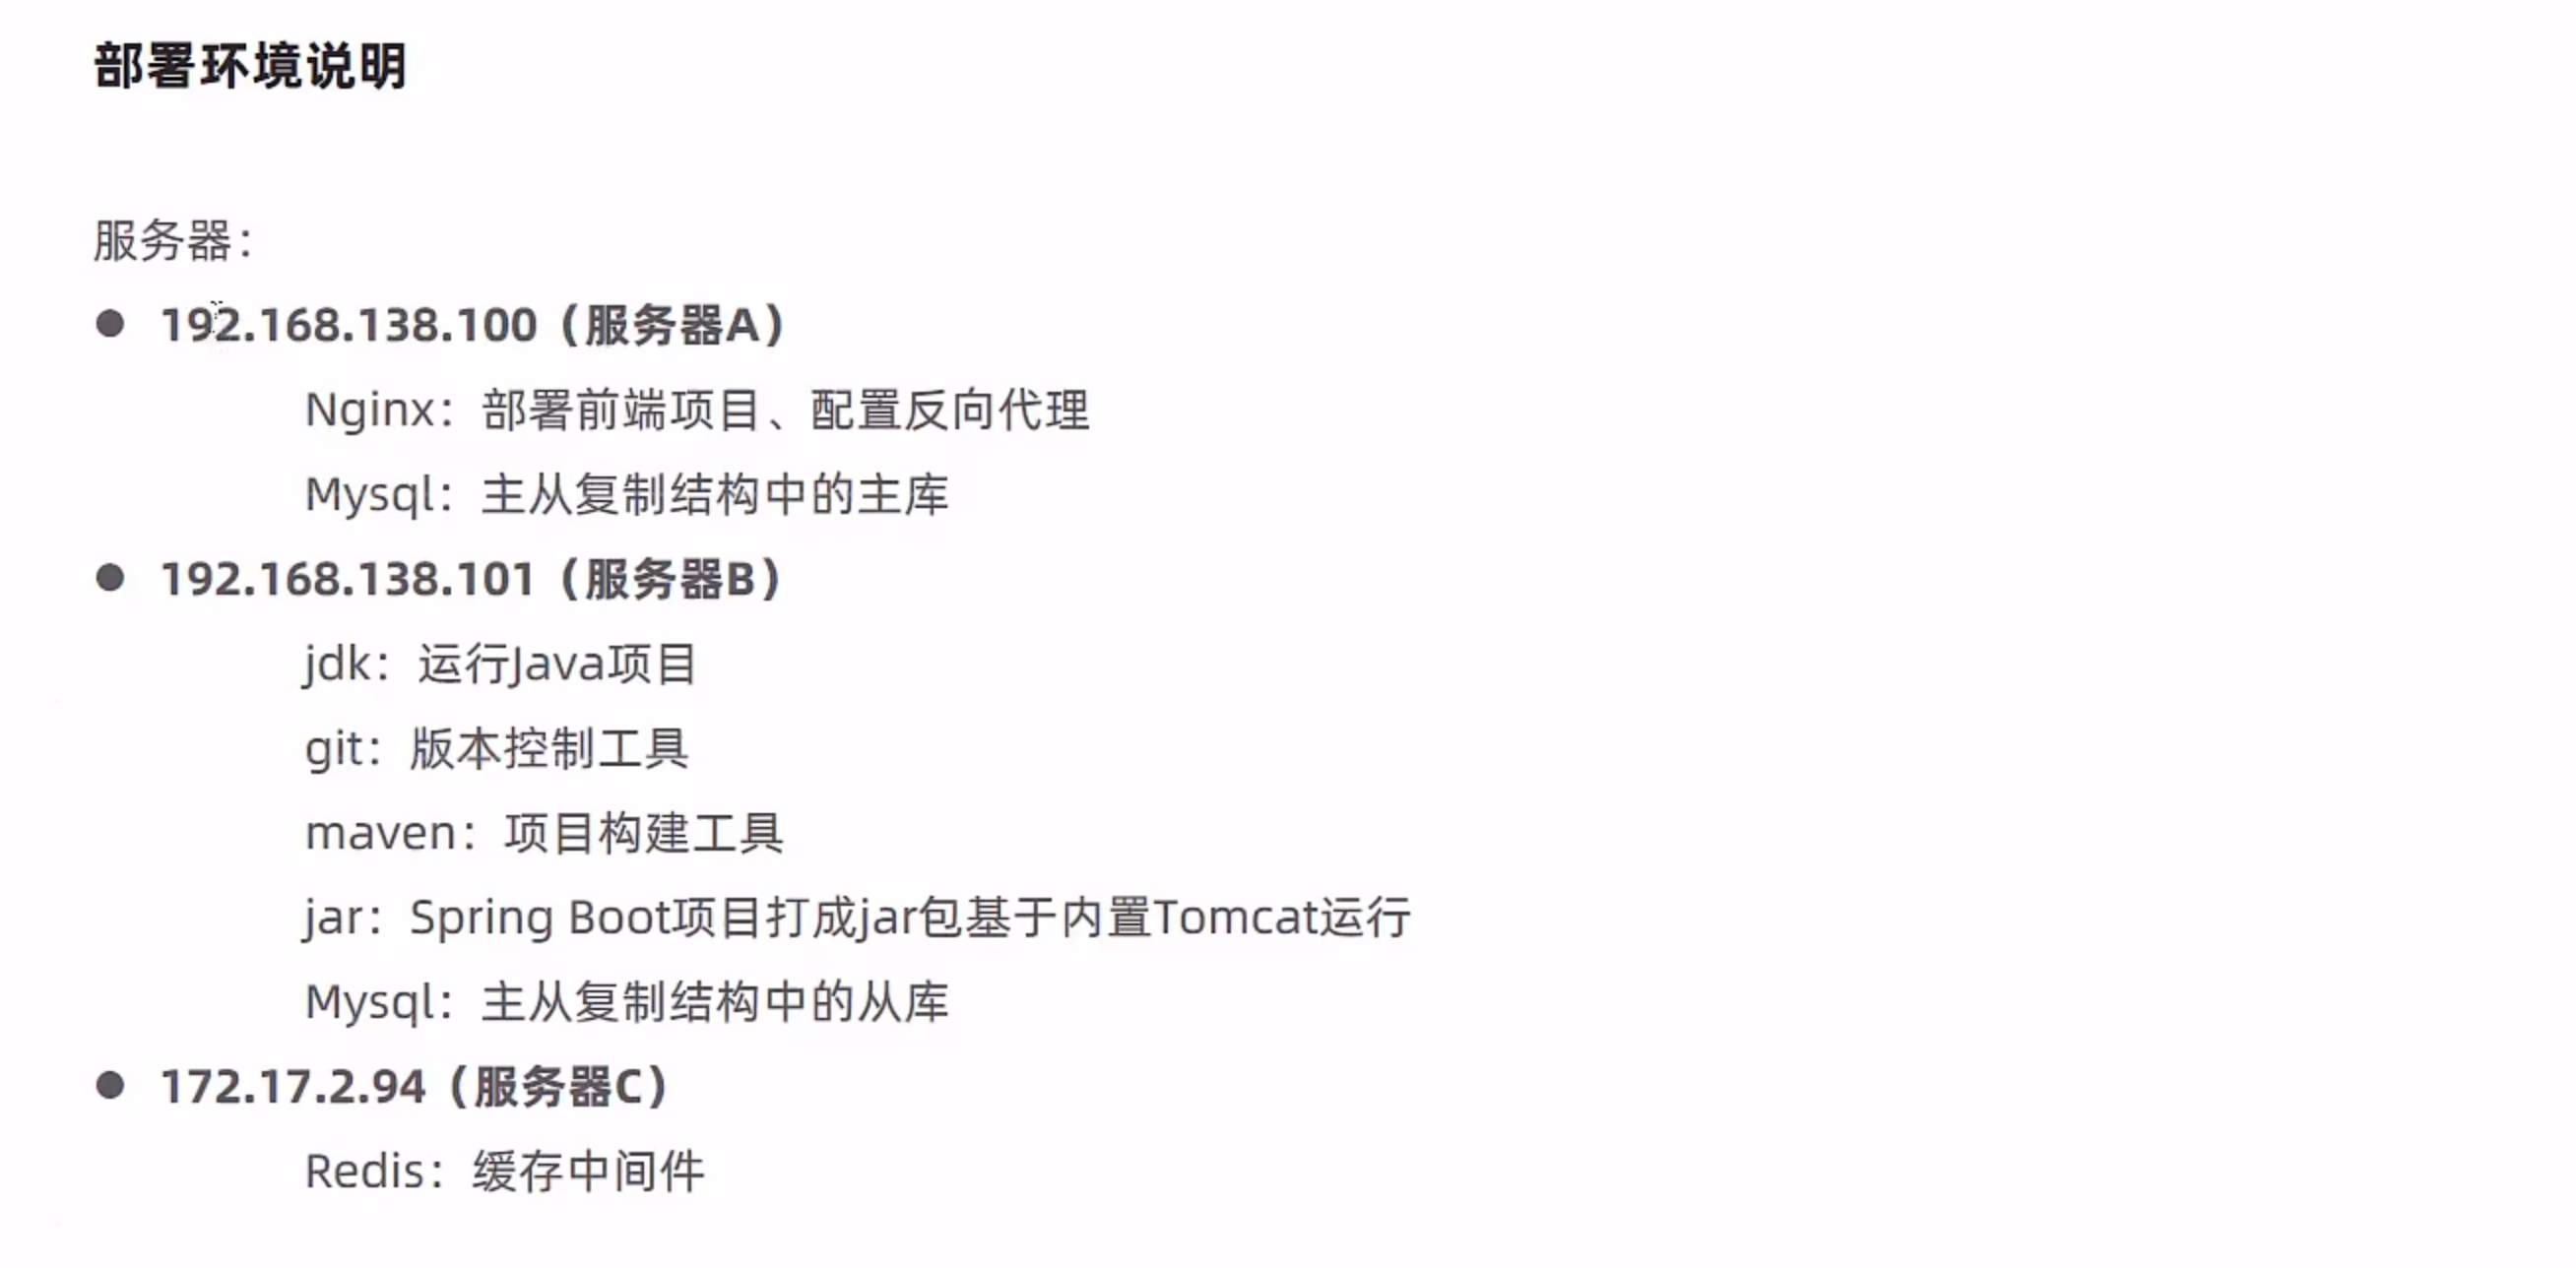 部署环境说明
服务器：
● 192.168.138.100（服务器A）
Nginx：部署前端项目、配置反向代理
Mysql：主从复制结构中的主库
● 192.168.138.101（服务器B）
jdk：运行Java项目
git：版本控制工具
maven：项目构建工具
jar：Spring Boot项目打成jar包基于内置Tomcat运行
Mysql：主从复制结构中的从库
● 172.17.2.94（服务器C）
Redis：缓存中间件